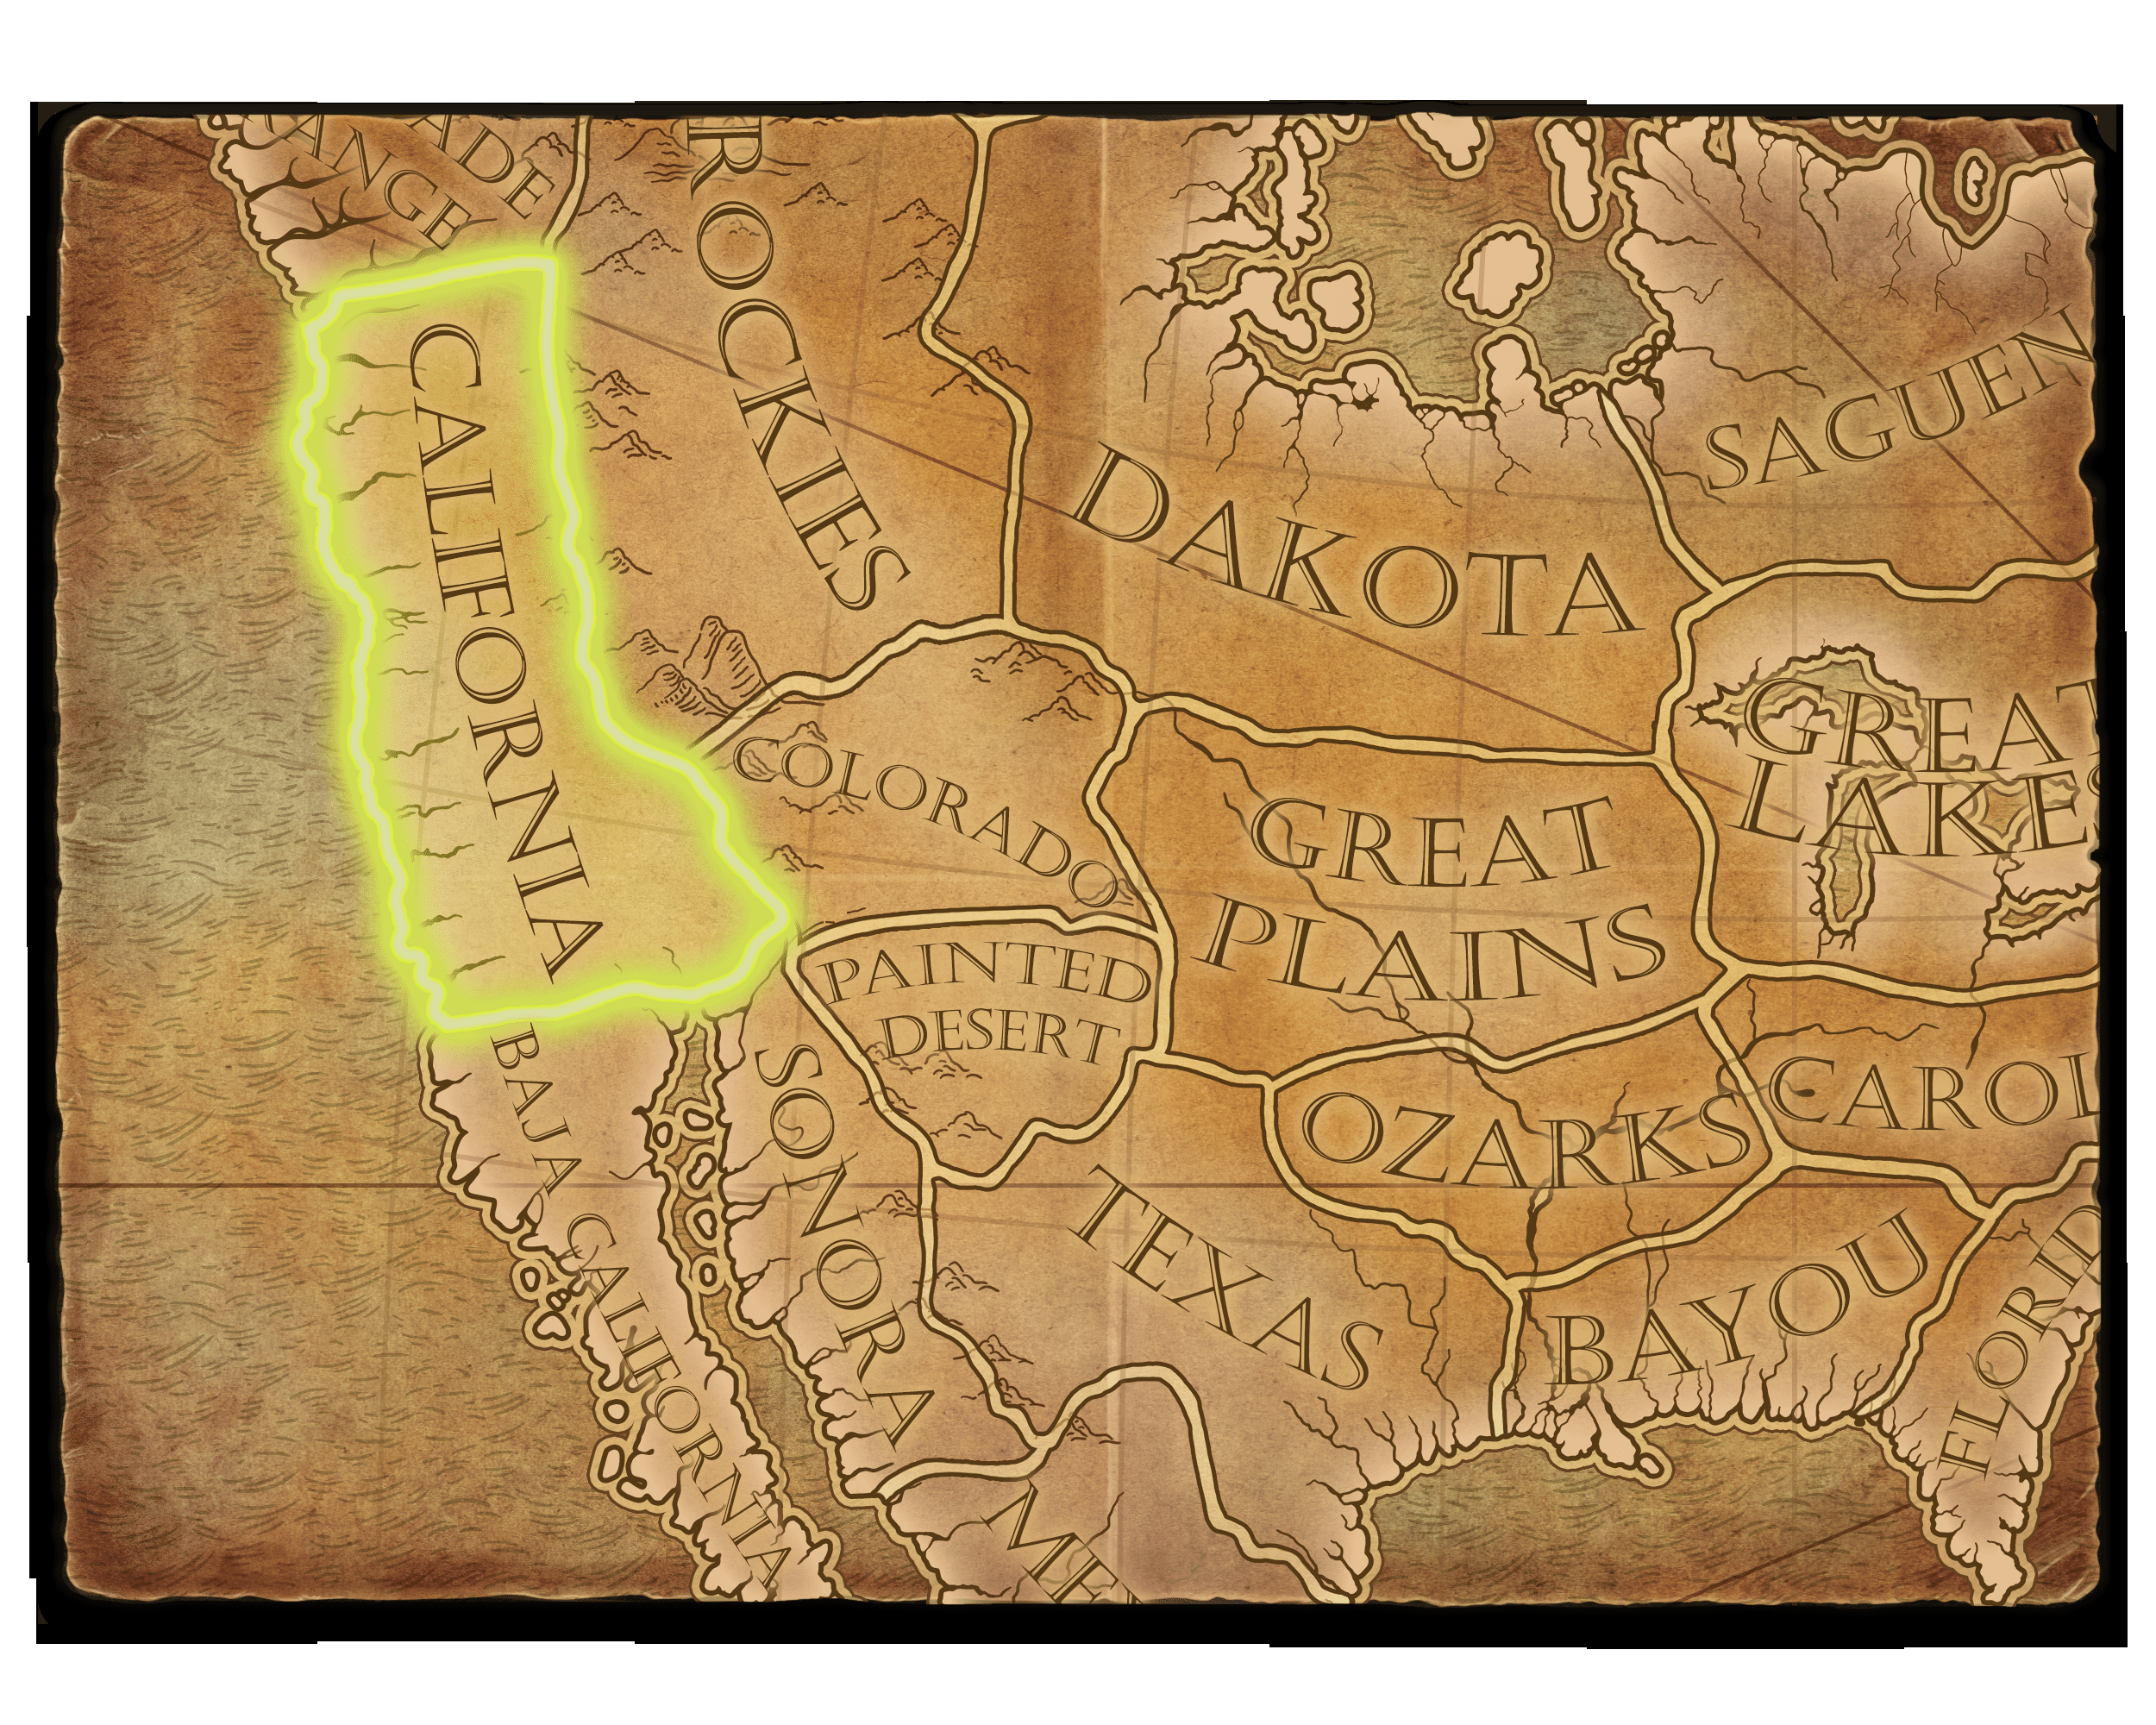 ADE
ANGE
ROCKIES
CALIFORNIA
DAKOTA
SAGUEN
GREAT
LAKES
COLORADO
GREAT
PLAINS
PAINTED
DESERT
OZARKS
CAROL
SONORA
TEXAS
BAYOU
FLORID
BAJA CALIFORNIA
MEX